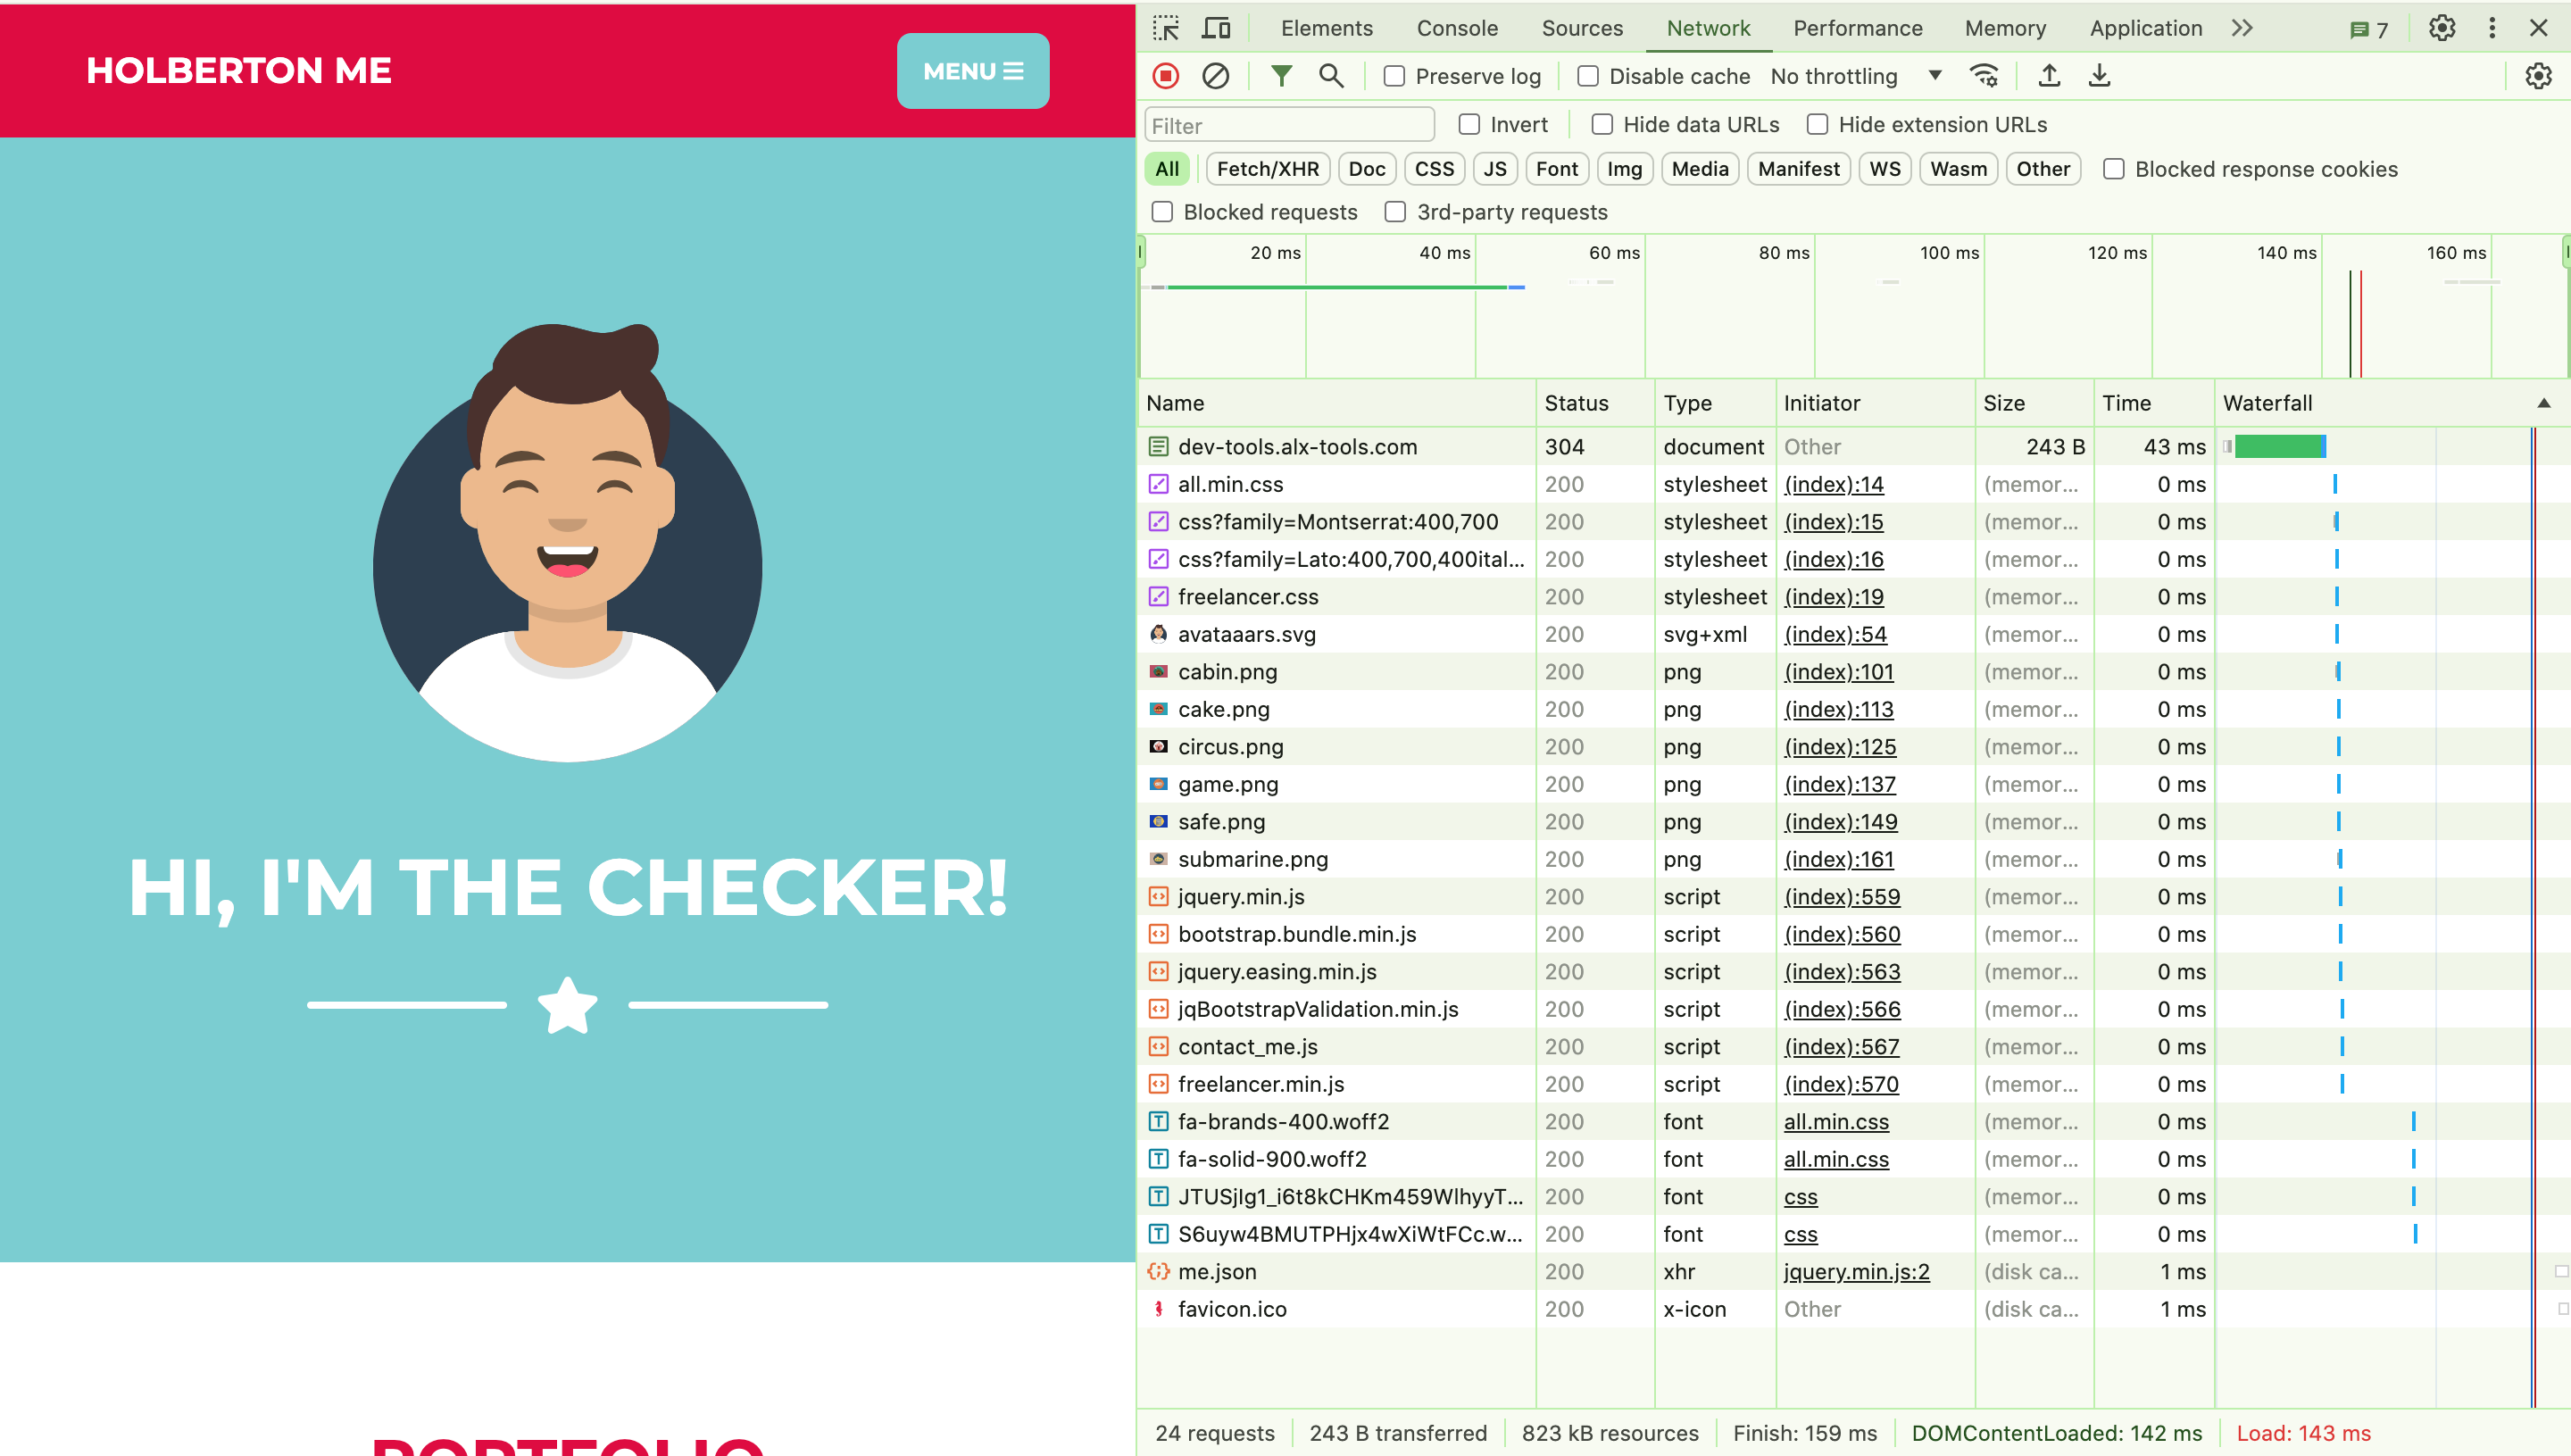 HOLBERTON ME
MENU
HI, I'M THE CHECKER!
PORTFOLIO
Elements Console Sources Network Performance Memory Application 7
Preserve log Disable cache No throttling
Filter Invert Hide data URLs Hide extension URLs
All Fetch/XHR Doc CSS JS Font Img Media Manifest WS Wasm Other Blocked response cookies
Blocked requests 3rd-party requests
20 ms 40 ms 60 ms 80 ms 100 ms 120 ms 140 ms 160 ms
Name Status Type Initiator Size Time Waterfall
dev-tools.alx-tools.com 304 document Other 243 B 43 ms
all.min.css 200 stylesheet (index):14 (memor... 0 ms
css?family=Montserrat:400,700 200 stylesheet (index):15 (memor... 0 ms
css?family=Lato:400,700,400ital... 200 stylesheet (index):16 (memor... 0 ms
freelancer.css 200 stylesheet (index):19 (memor... 0 ms
avataaars.svg 200 svg+xml (index):54 (memor... 0 ms
cabin.png 200 png (index):101 (memor... 0 ms
cake.png 200 png (index):113 (memor... 0 ms
circus.png 200 png (index):125 (memor... 0 ms
game.png 200 png (index):137 (memor... 0 ms
safe.png 200 png (index):149 (memor... 0 ms
submarine.png 200 png (index):161 (memor... 0 ms
jquery.min.js 200 script (index):559 (memor... 0 ms
bootstrap.bundle.min.js 200 script (index):560 (memor... 0 ms
jquery.easing.min.js 200 script (index):563 (memor... 0 ms
jqBootstrapValidation.min.js 200 script (index):566 (memor... 0 ms
contact_me.js 200 script (index):567 (memor... 0 ms
freelancer.min.js 200 script (index):570 (memor... 0 ms
fa-brands-400.woff2 200 font all.min.css (memor... 0 ms
fa-solid-900.woff2 200 font all.min.css (memor... 0 ms
JTUSjIg1_i6t8kCHKm459WlhyyT... 200 font css (memor... 0 ms
S6uyw4BMUTPHjx4wXiWtFCc.w... 200 font css (memor... 0 ms
me.json 200 xhr jquery.min.js:2 (disk ca... 1 ms
favicon.ico 200 x-icon Other (disk ca... 1 ms
24 requests 243 B transferred 823 kB resources Finish: 159 ms DOMContentLoaded: 142 ms Load: 143 ms